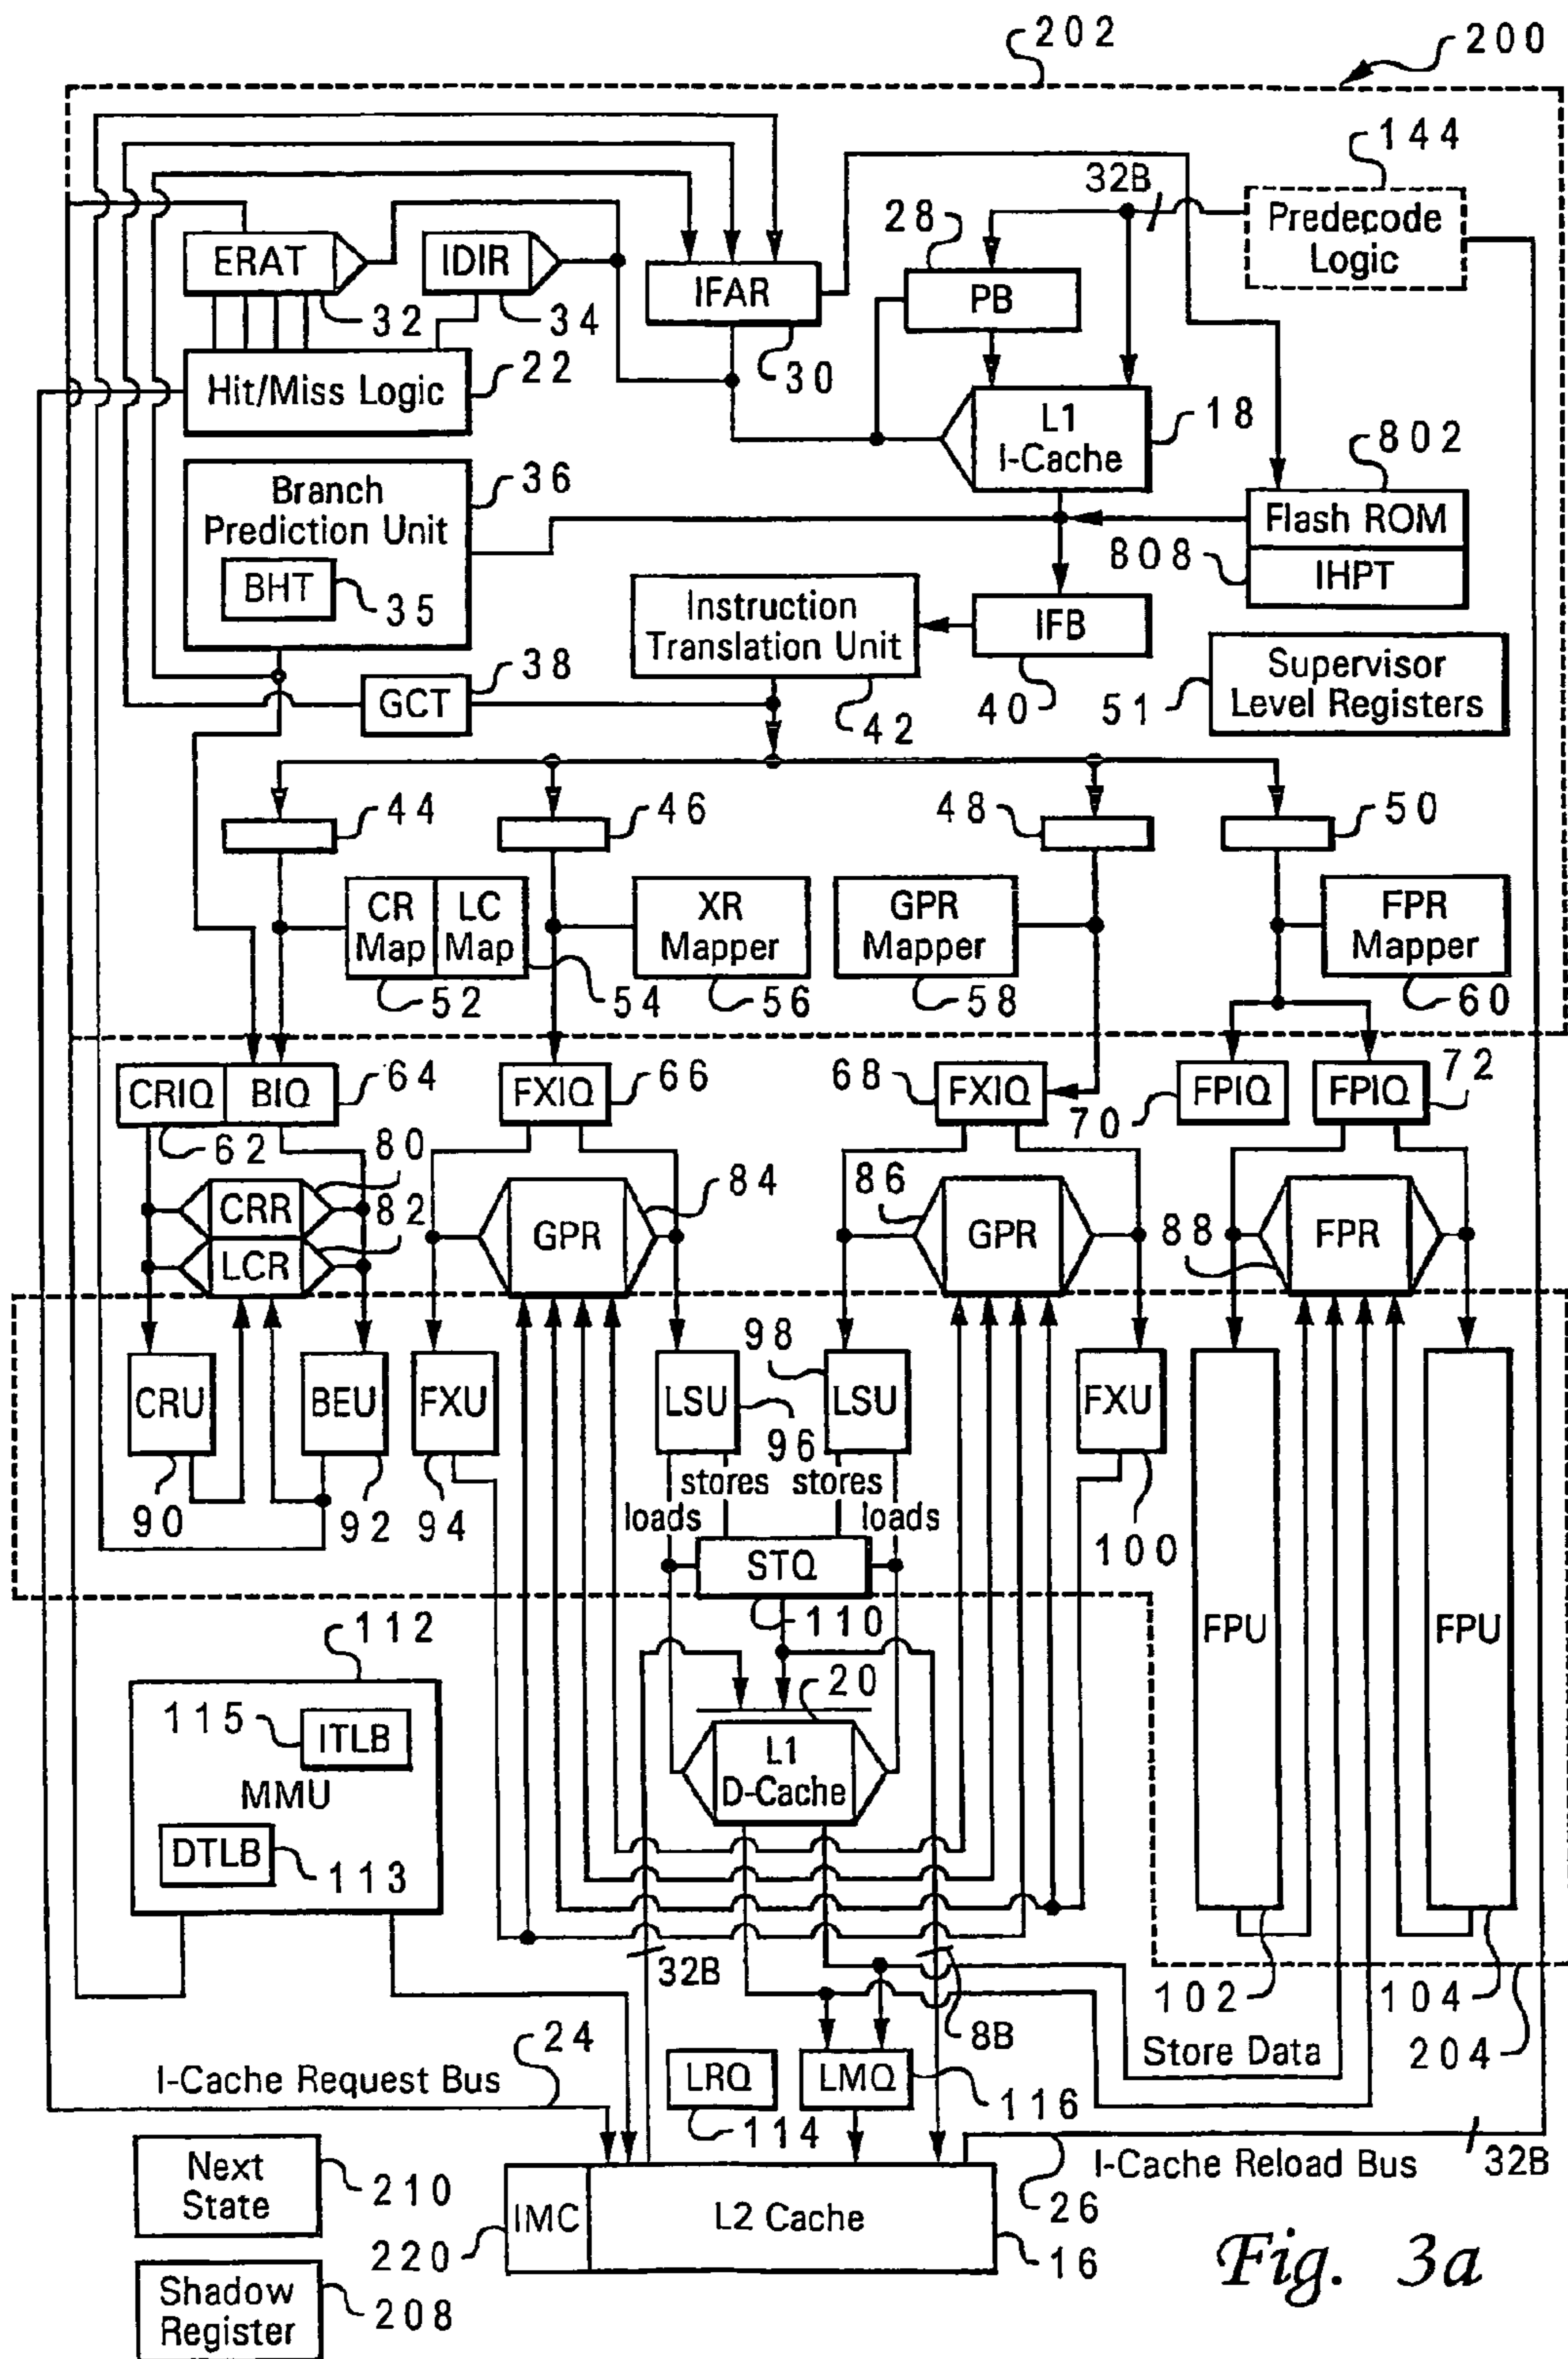 202
200
144
32B
Predecode
Logic
28
ERAT
IDIR
IFAR
PB
32
34
30
Hit/Miss Logic
22
L1
I-Cache
18
802
Branch
Prediction Unit
36
BHT
35
Flash ROM
808
IHPT
Instruction
Translation Unit
IFB
38
GCT
42
40
51
Supervisor
Level Registers
44
46
48
50
CR
Map
LC
Map
XR
Mapper
GPR
Mapper
FPR
Mapper
52
54
56
58
60
CRIQ
BIQ
64
FXIQ
66
68
FXIQ
70
FPIQ
FPIQ
72
62
80
CRR
82
LCR
GPR
84
86
GPR
88
FPR
98
CRU
BEU
FXU
LSU
LSU
FXU
96
90
92
94
stores
stores
loads
loads
100
STQ
110
FPU
FPU
112
115
ITLB
MMU
DTLB
113
20
L1
D-Cache
32B
8B
102
104
Store Data
204
24
I-Cache Request Bus
LRQ
LMQ
114
116
I-Cache Reload Bus
32B
26
Next
State
210
IMC
L2 Cache
220
16
Shadow
Register
208
Fig. 3a